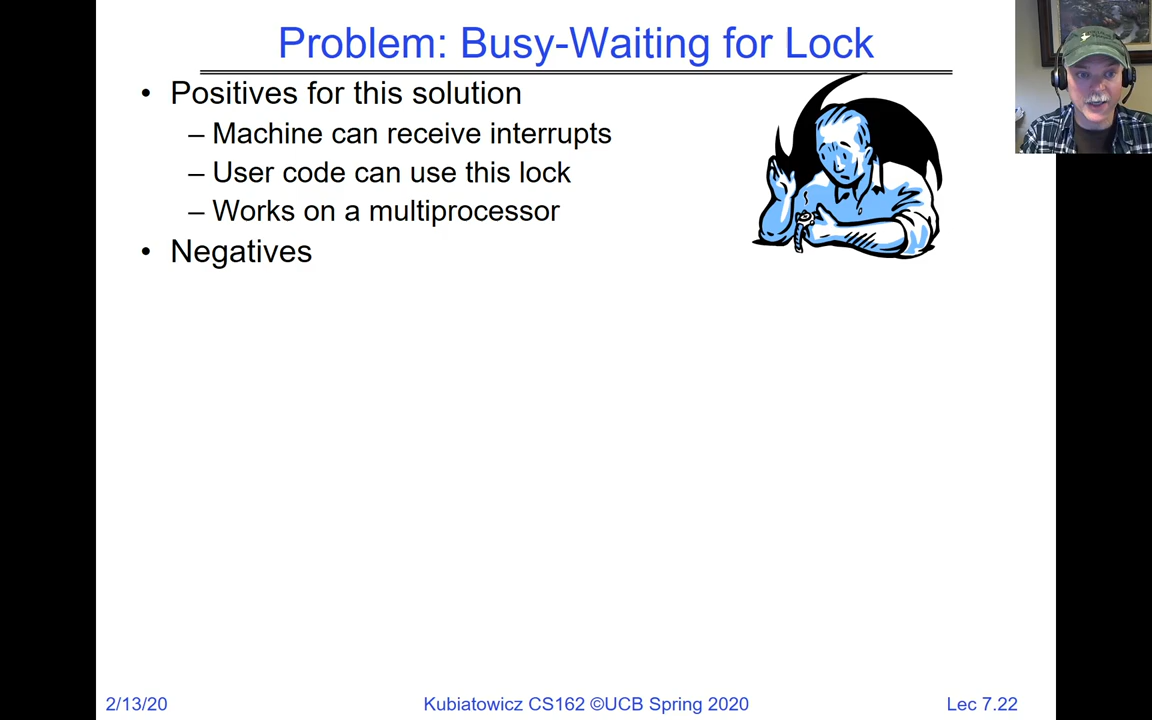 Problem: Busy-Waiting for Lock
• Positives for this solution
– Machine can receive interrupts
– User code can use this lock
– Works on a multiprocessor
• Negatives
2/13/20
Kubiatowicz CS162 ©UCB Spring 2020
Lec 7.22